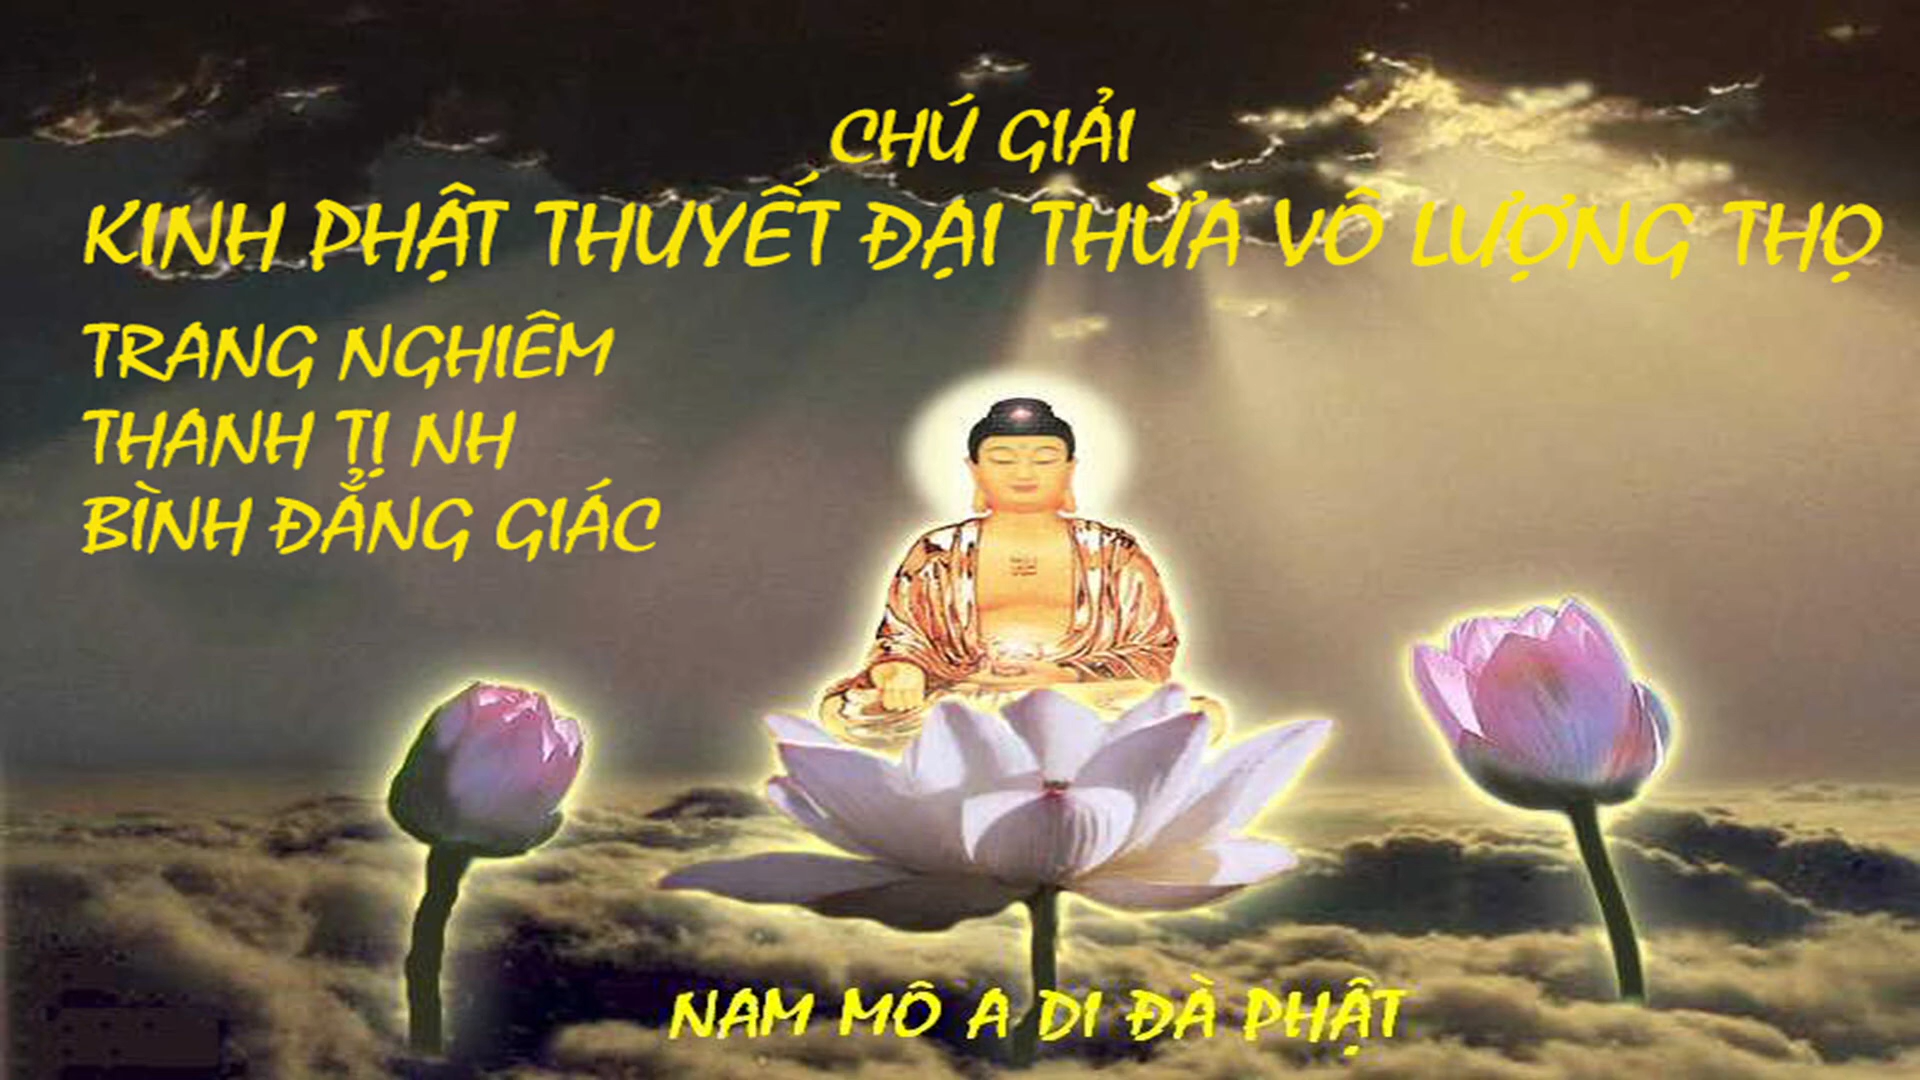 CHÚ GIẢI
KINH PHẬT THUYẾT ĐẠI THỪA VÔ LƯỢNG THỌ
TRANG NGHIÊM
THANH TỊ NH
BÌNH ĐẲNG GIÁC
NAM MÔ A DI ĐÀ PHẬT